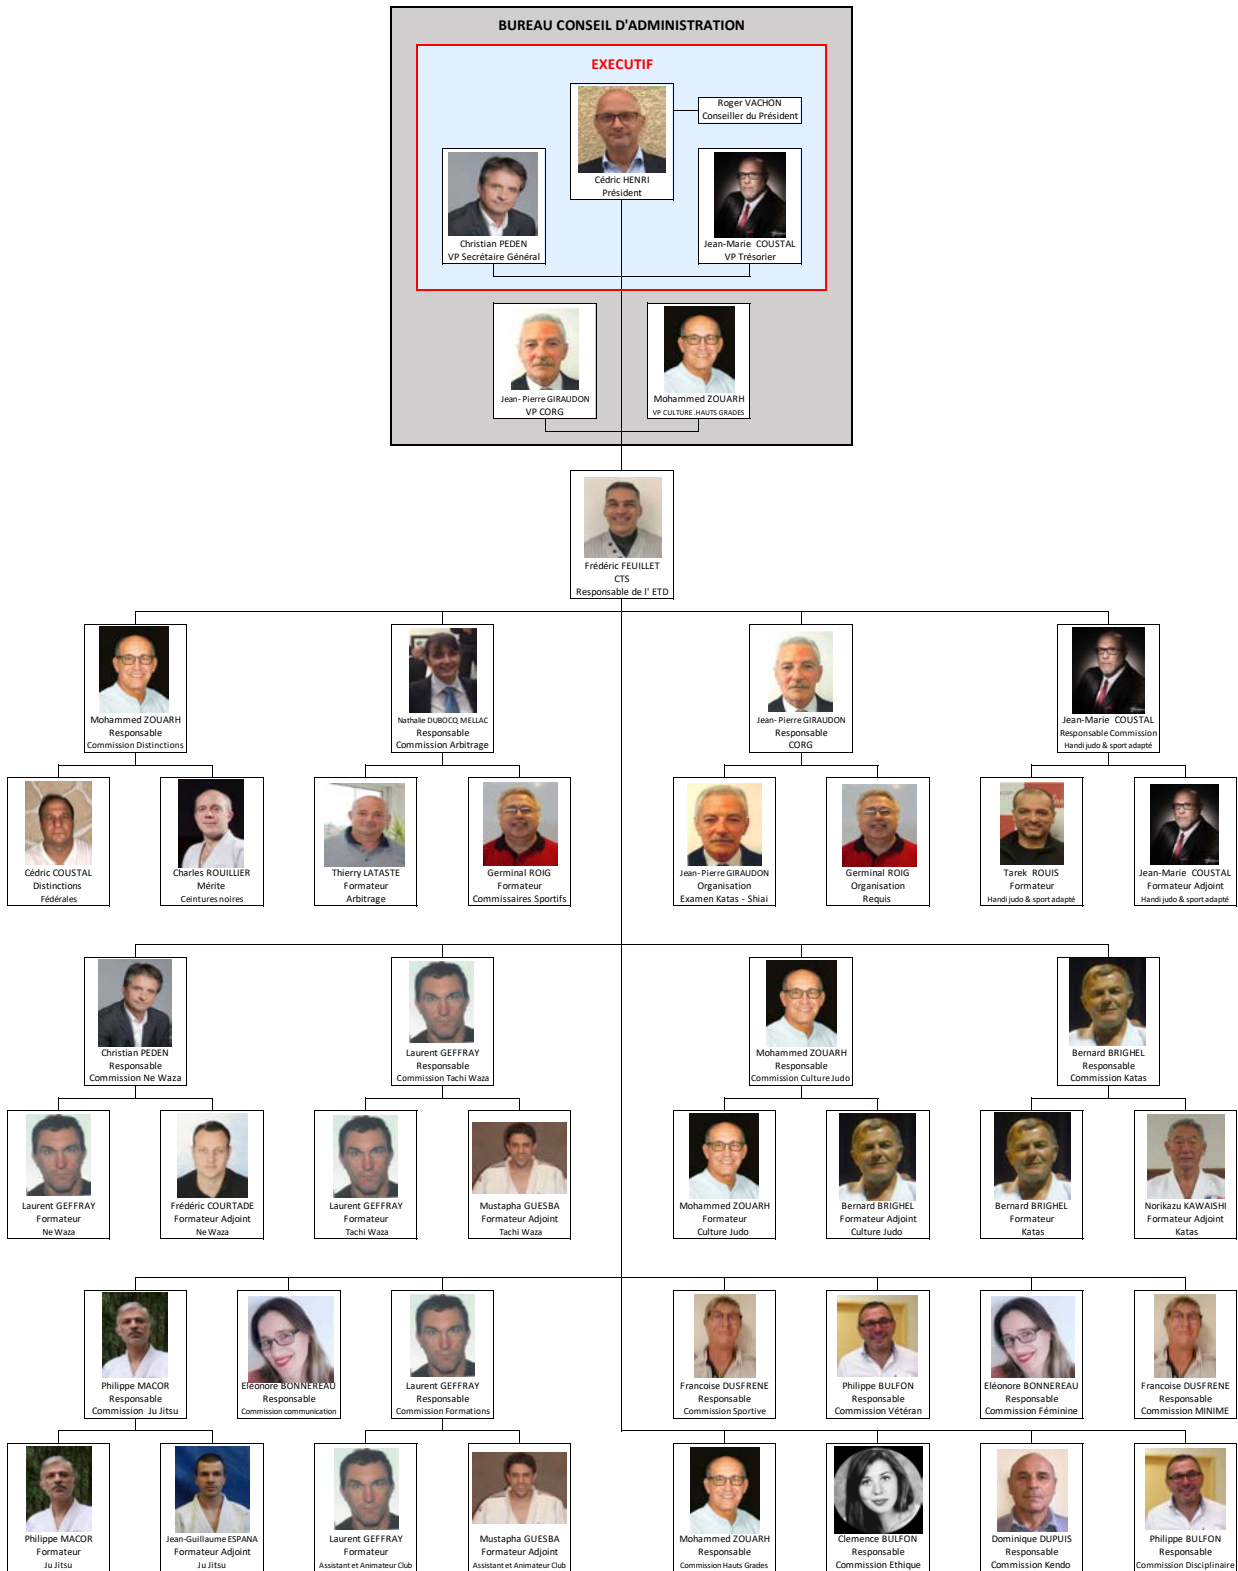 BUREAU CONSEIL D'ADMINISTRATION
EXECUTIF
Roger VACHON
Conseiller du Président
Cédric HENRI
Président
Christian PEDEN
VP Secrétaire Général
Jean-Marie COUSTAL
VP Trésorier
Jean- Pierre GIRAUDON
VP CORG
Mohammed ZOUARH
VP CULTURE .HAUTS GRADES
Frédéric FEUILLET
CTS
Responsable de l' ETD
Mohammed ZOUARH
Responsable
Commission Distinctions
Nathalie DUBOCQ MELLAC
Responsable
Commission Arbitrage
Jean- Pierre GIRAUDON
Responsable
CORG
Jean-Marie COUSTAL
Responsable Commission
Handi judo & sport adapté
Cédric COUSTAL
Distinctions
Fédérales
Charles ROUILLIER
Mérite
Ceintures noires
Thierry LATASTE
Formateur
Arbitrage
Germinal ROIG
Formateur
Commissaires Sportifs
Jean- Pierre GIRAUDON
Organisation
Examen Katas - Shiai
Germinal ROIG
Organisation
Requis
Tarek ROUIS
Formateur
Handi judo & sport adapté
Jean-Marie COUSTAL
Formateur Adjoint
Handi judo & sport adapté
Christian PEDEN
Responsable
Commission Ne Waza
Laurent GEFFRAY
Responsable
Commission Tachi Waza
Mohammed ZOUARH
Responsable
Commission Culture Judo
Bernard BRIGHEL
Responsable
Commission Katas
Laurent GEFFRAY
Formateur
Ne Waza
Frédéric COURTADE
Formateur Adjoint
Ne Waza
Laurent GEFFRAY
Formateur
Tachi Waza
Mustapha GUESBA
Formateur Adjoint
Tachi Waza
Mohammed ZOUARH
Formateur
Culture Judo
Bernard BRIGHEL
Formateur Adjoint
Culture Judo
Bernard BRIGHEL
Formateur
Katas
Norikazu KAWAISHI
Formateur Adjoint
Katas
Philippe MACOR
Responsable
Commission Ju Jitsu
Eléonore BONNEREAU
Responsable
Commission communication
Laurent GEFFRAY
Responsable
Commission Formations
Francoise DUSFRENE
Responsable
Commission Sportive
Philippe BULFON
Responsable
Commission Vétéran
Eléonore BONNEREAU
Responsable
Commission Féminine
Francoise DUSFRENE
Responsable
Commission MINIME
Philippe MACOR
Formateur
Ju Jitsu
Jean-Guillaume ESPANA
Formateur Adjoint
Ju Jitsu
Laurent GEFFRAY
Formateur
Assistant et Animateur Club
Mustapha GUESBA
Formateur Adjoint
Assistant et Animateur Club
Mohammed ZOUARH
Responsable
Commission Hauts Grades
Clemence BULFON
Responsable
Commission Ethique
Dominique DUPUIS
Responsable
Commission Kendo
Philippe BULFON
Responsable
Commission Disciplinaire